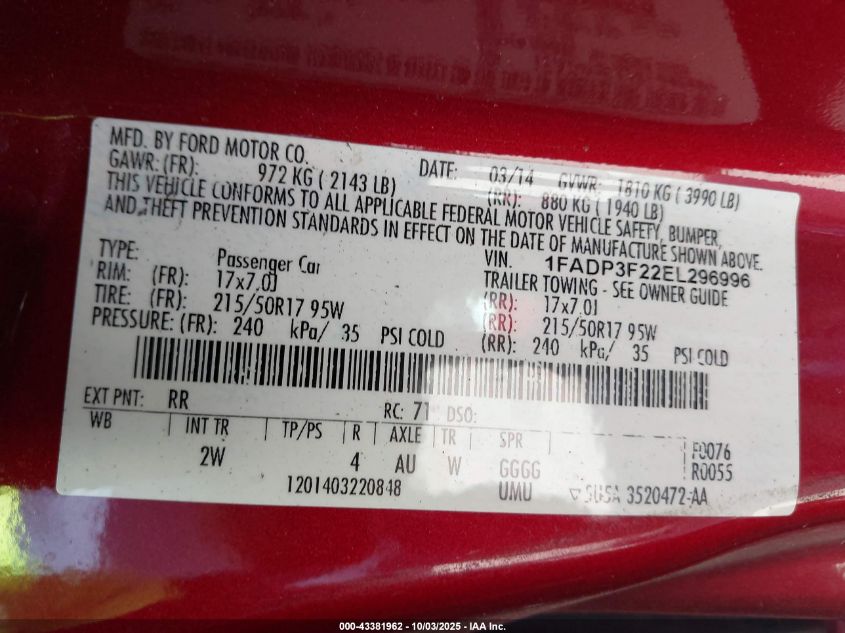 MFD. BY FORD MOTOR CO. DATE: 03/14 GVWR: 1810 KG ( 3990 LB)
GAWR: (FR): 972 KG ( 2143 LB) (RR): 880 KG ( 1940 LB)
THIS VEHICLE CONFORMS TO ALL APPLICABLE FEDERAL MOTOR VEHICLE SAFETY, BUMPER,
AND THEFT PREVENTION STANDARDS IN EFFECT ON THE DATE OF MANUFACTURE SHOWN ABOVE.
VIN: 1FADP3F22EL296996
TYPE: Passenger Car TRAILER TOWING - SEE OWNER GUIDE
RIM: (FR): 17x7.0J (RR): 17x7.0J
TIRE: (FR): 215/50R17 95W (RR): 215/50R17 95W
PRESSURE: (FR): 240 kPa/ 35 PSI COLD (RR): 240 kPa/ 35 PSI COLD
EXT PNT: RR RC: 71 DSO:
WB INT TR TP/PS R AXLE TR SPR F0076
2W 4 AU W GGGG R0055
1201403220848 UMU ▽ SUSA 3520472-AA
000-43381962 - 10/03/2025 - IAA Inc.